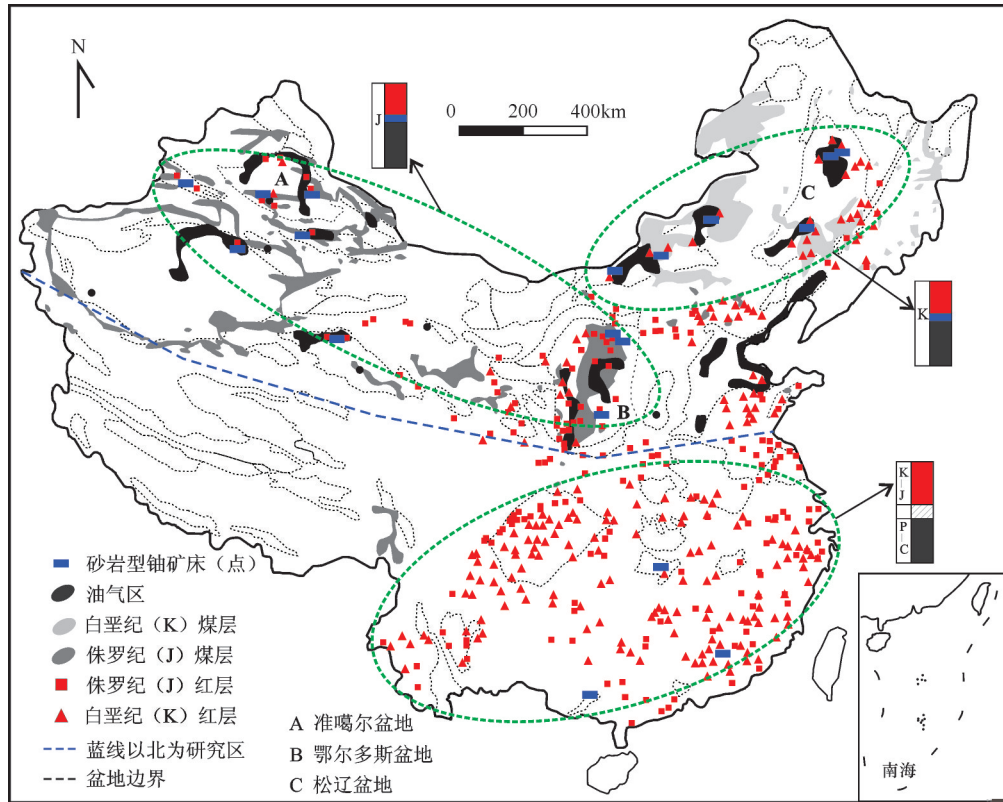 N
J
0 200 400km
A
C
K
B
K
J
P
C
砂岩型铀矿床（点）
油气区
白垩纪（K）煤层
侏罗纪（J）煤层
侏罗纪（J）红层
白垩纪（K）红层
蓝线以北为研究区
盆地边界
A 准噶尔盆地
B 鄂尔多斯盆地
C 松辽盆地
南海